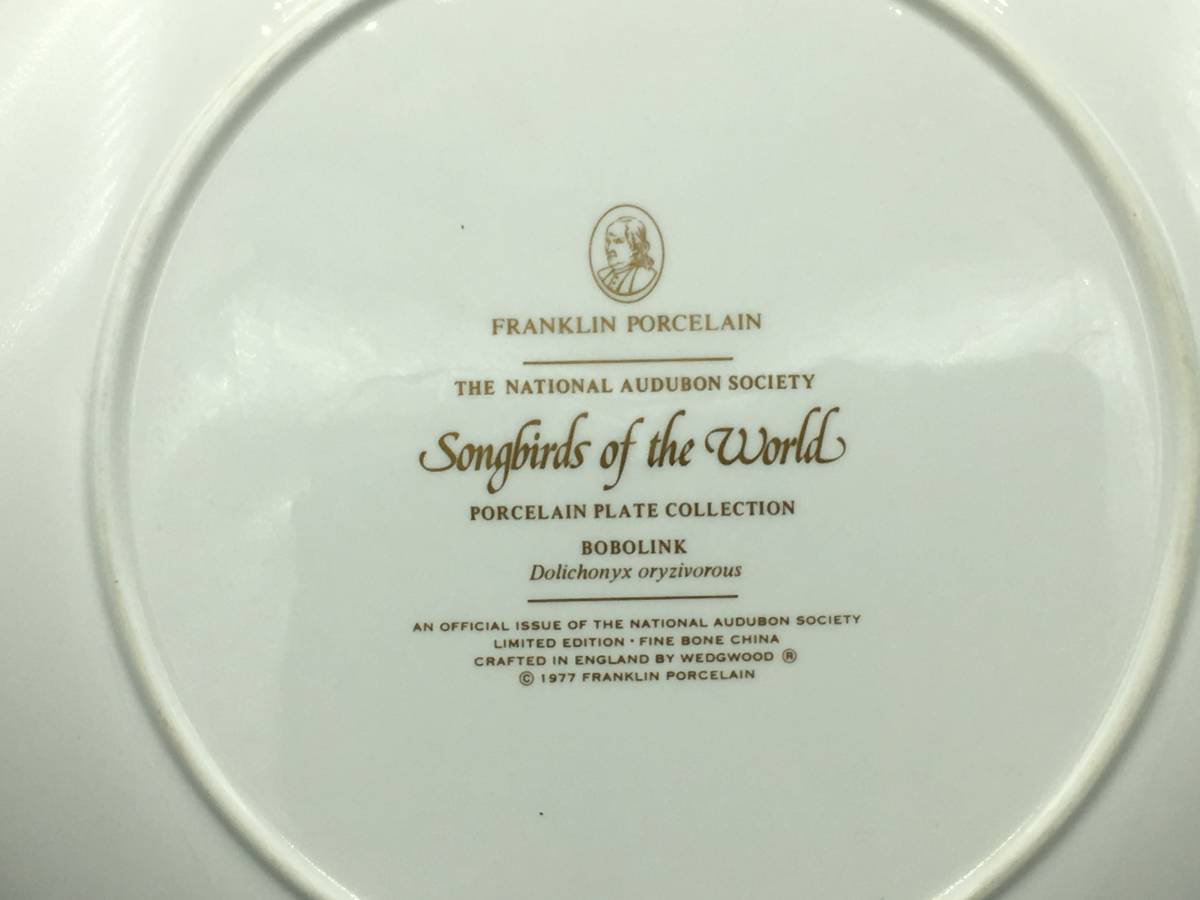 FRANKLIN PORCELAIN
THE NATIONAL AUDUBON SOCIETY
Songbirds of the World
PORCELAIN PLATE COLLECTION
BOBOLINK
Dolichonyx oryzivorous
AN OFFICIAL ISSUE OF THE NATIONAL AUDUBON SOCIETY
LIMITED EDITION · FINE BONE CHINA
CRAFTED IN ENGLAND BY WEDGWOOD ®
© 1977 FRANKLIN PORCELAIN